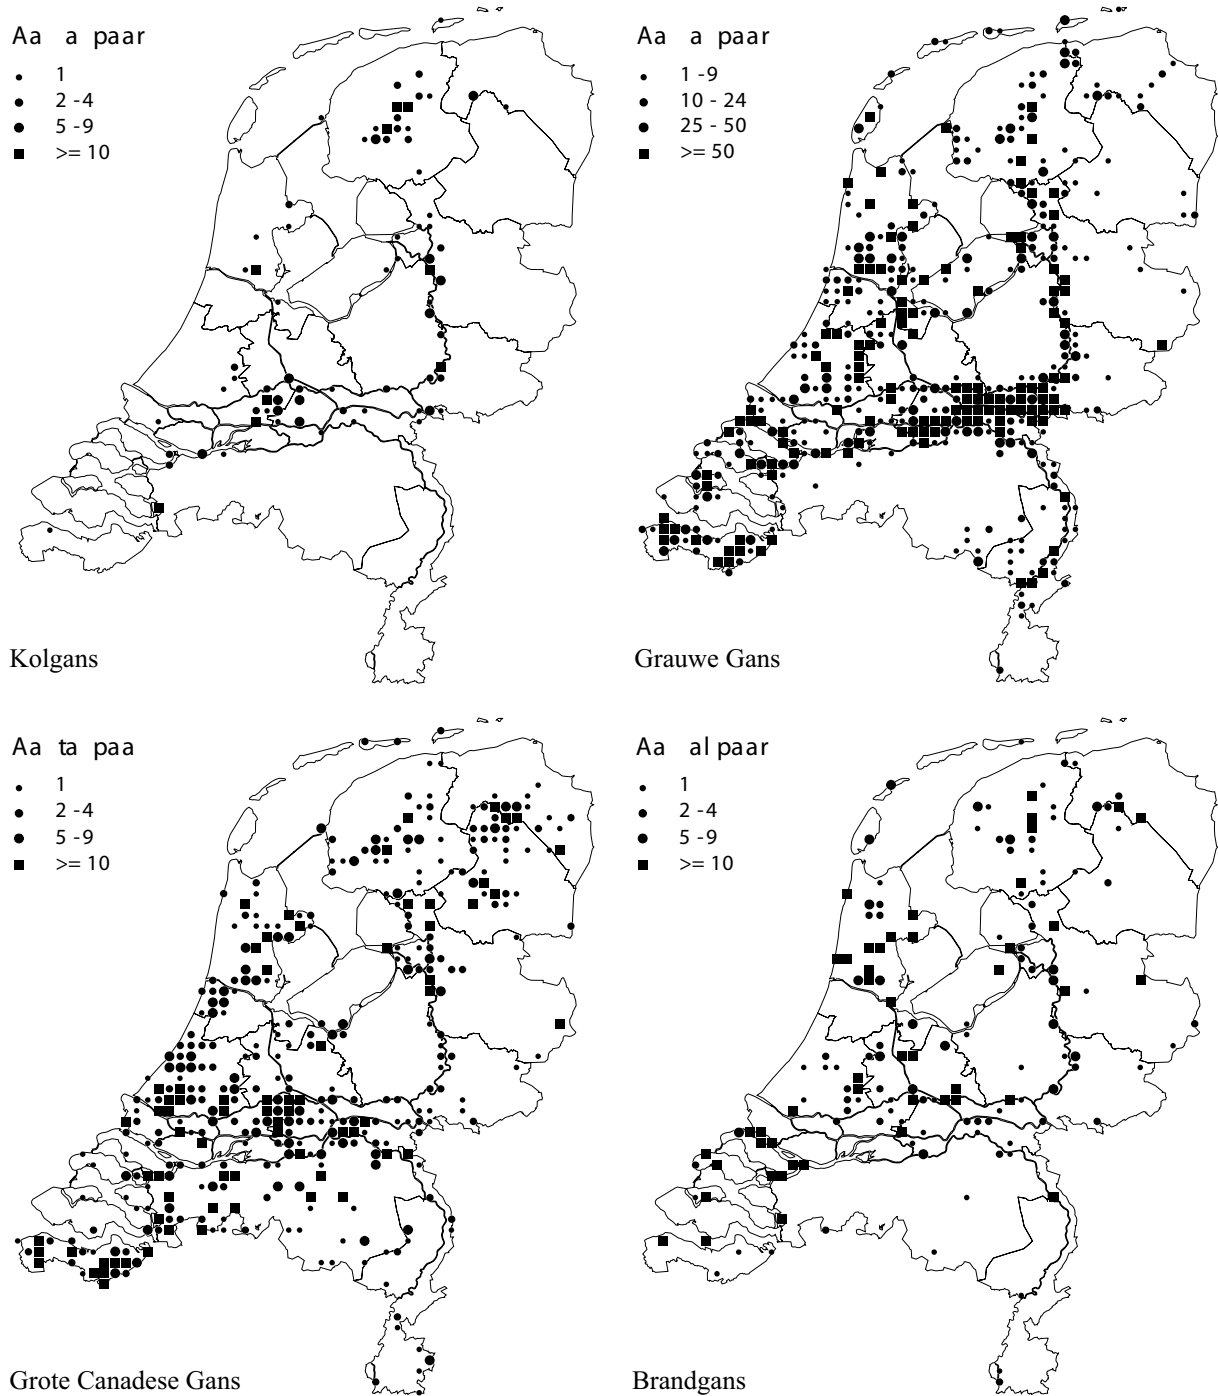 Aa a paar
1
2 - 4
5 - 9
>= 10
Kolgans
Aa a paar
1 - 9
10 - 24
25 - 50
>= 50
Grauwe Gans
Aa ta paa
1
2 - 4
5 - 9
>= 10
Grote Canadese Gans
Aa al paar
1
2 - 4
5 - 9
>= 10
Brandgans